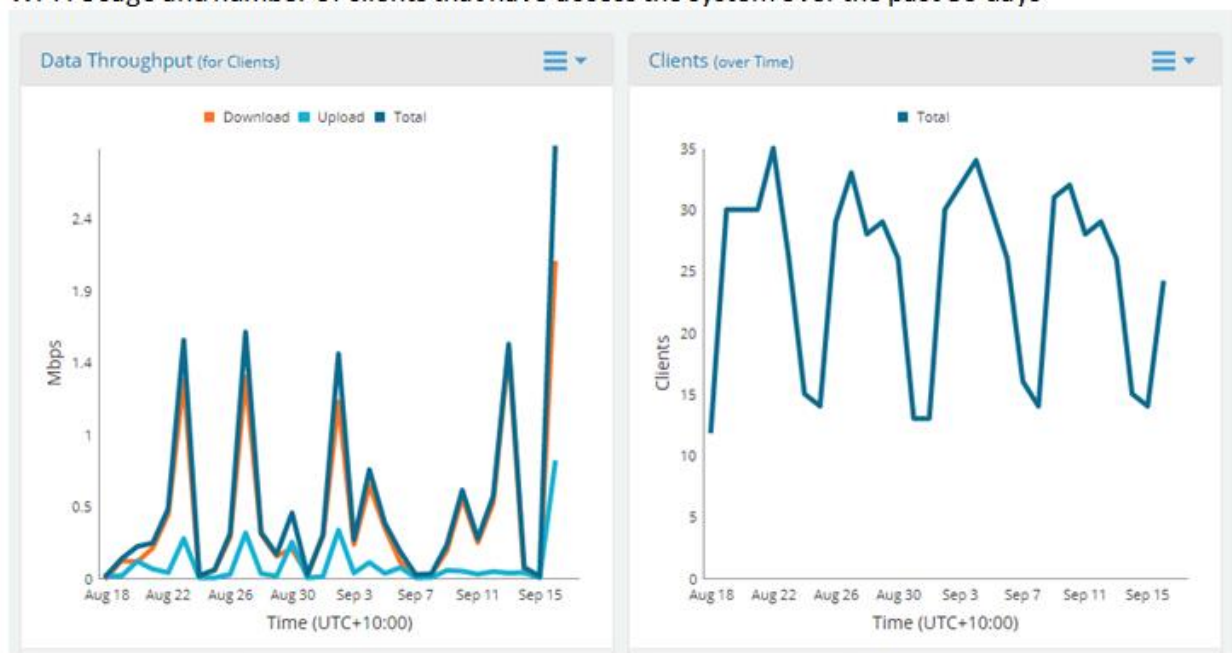 Data Throughput (for Clients)
Download Upload Total
2.4
1.9
1.4
1
0.5
0
Mbps
Aug 18 Aug 22 Aug 26 Aug 30 Sep 3 Sep 7 Sep 11 Sep 15
Time (UTC+10:00)
Clients (over Time)
Total
35
30
25
20
15
10
5
0
Clients
Aug 18 Aug 22 Aug 26 Aug 30 Sep 3 Sep 7 Sep 11 Sep 15
Time (UTC+10:00)